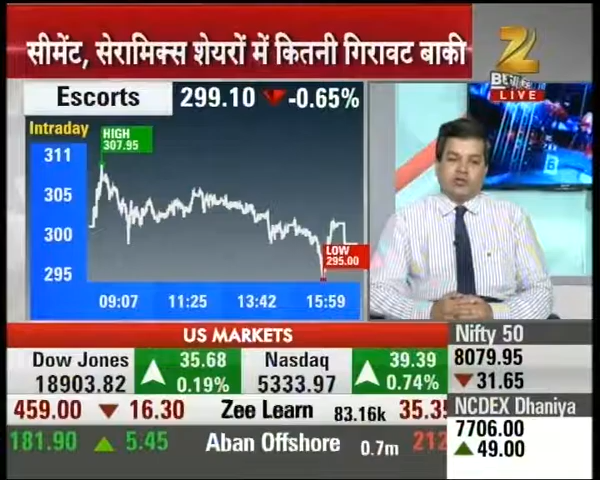 सीमेंट, सेरामिक्स शेयरों में कितनी गिरावट बाकी
Z
LIVE
Escorts 299.10 -0.65%
Intraday
HIGH
307.95
311
305
300
295
LOW
295.00
09:07 11:25 13:42 15:59
US MARKETS
Dow Jones 35.68 Nasdaq 39.39
18903.82 0.19% 5333.97 0.74%
Nifty 50
8079.95
31.65
459.00 16.30 Zee Learn 83.16k 35.35
NCDEX Dhaniya
7706.00
49.00
181.90 5.45 Aban Offshore 0.7m 212